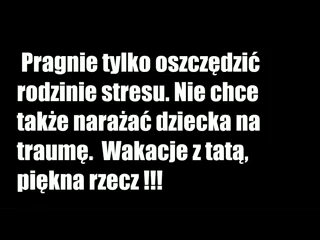 Pragnie tylko oszczędzić
rodzinie stresu. Nie chce
także narażać dziecka na
traumę. Wakacje z tatą,
piękna rzecz !!!